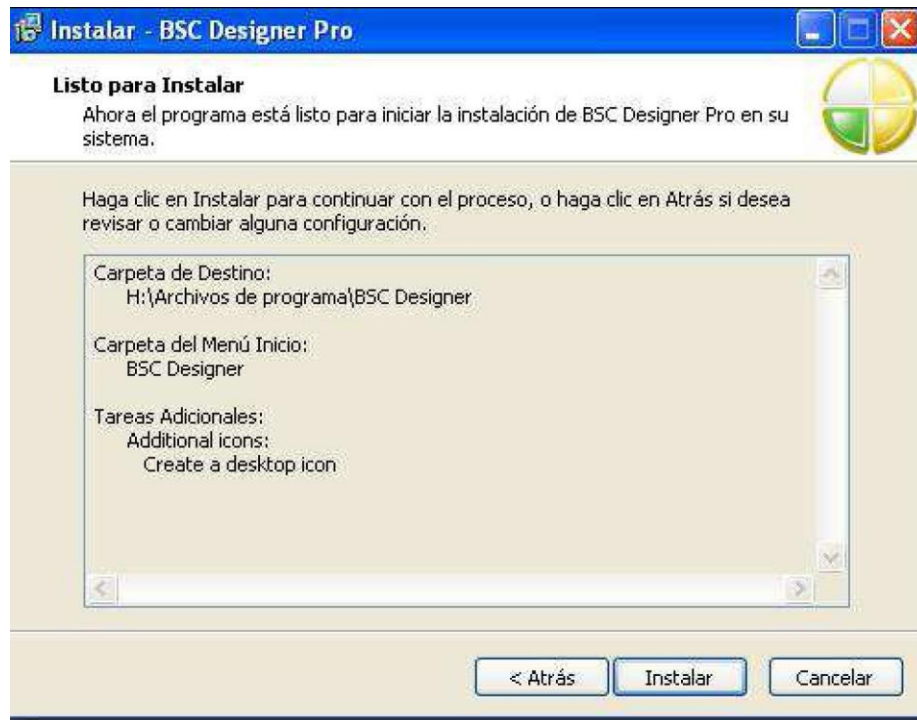 Instalar - BSC Designer Pro
Listo para Instalar
Ahora el programa está listo para iniciar la instalación de BSC Designer Pro en su
sistema.
Haga clic en Instalar para continuar con el proceso, o haga clic en Atrás si desea
revisar o cambiar alguna configuración.
Carpeta de Destino:
H:\Archivos de programa\BSC Designer
Carpeta del Menú Inicio:
BSC Designer
Tareas Adicionales:
Additional icons:
Create a desktop icon
< Atrás
Instalar
Cancelar